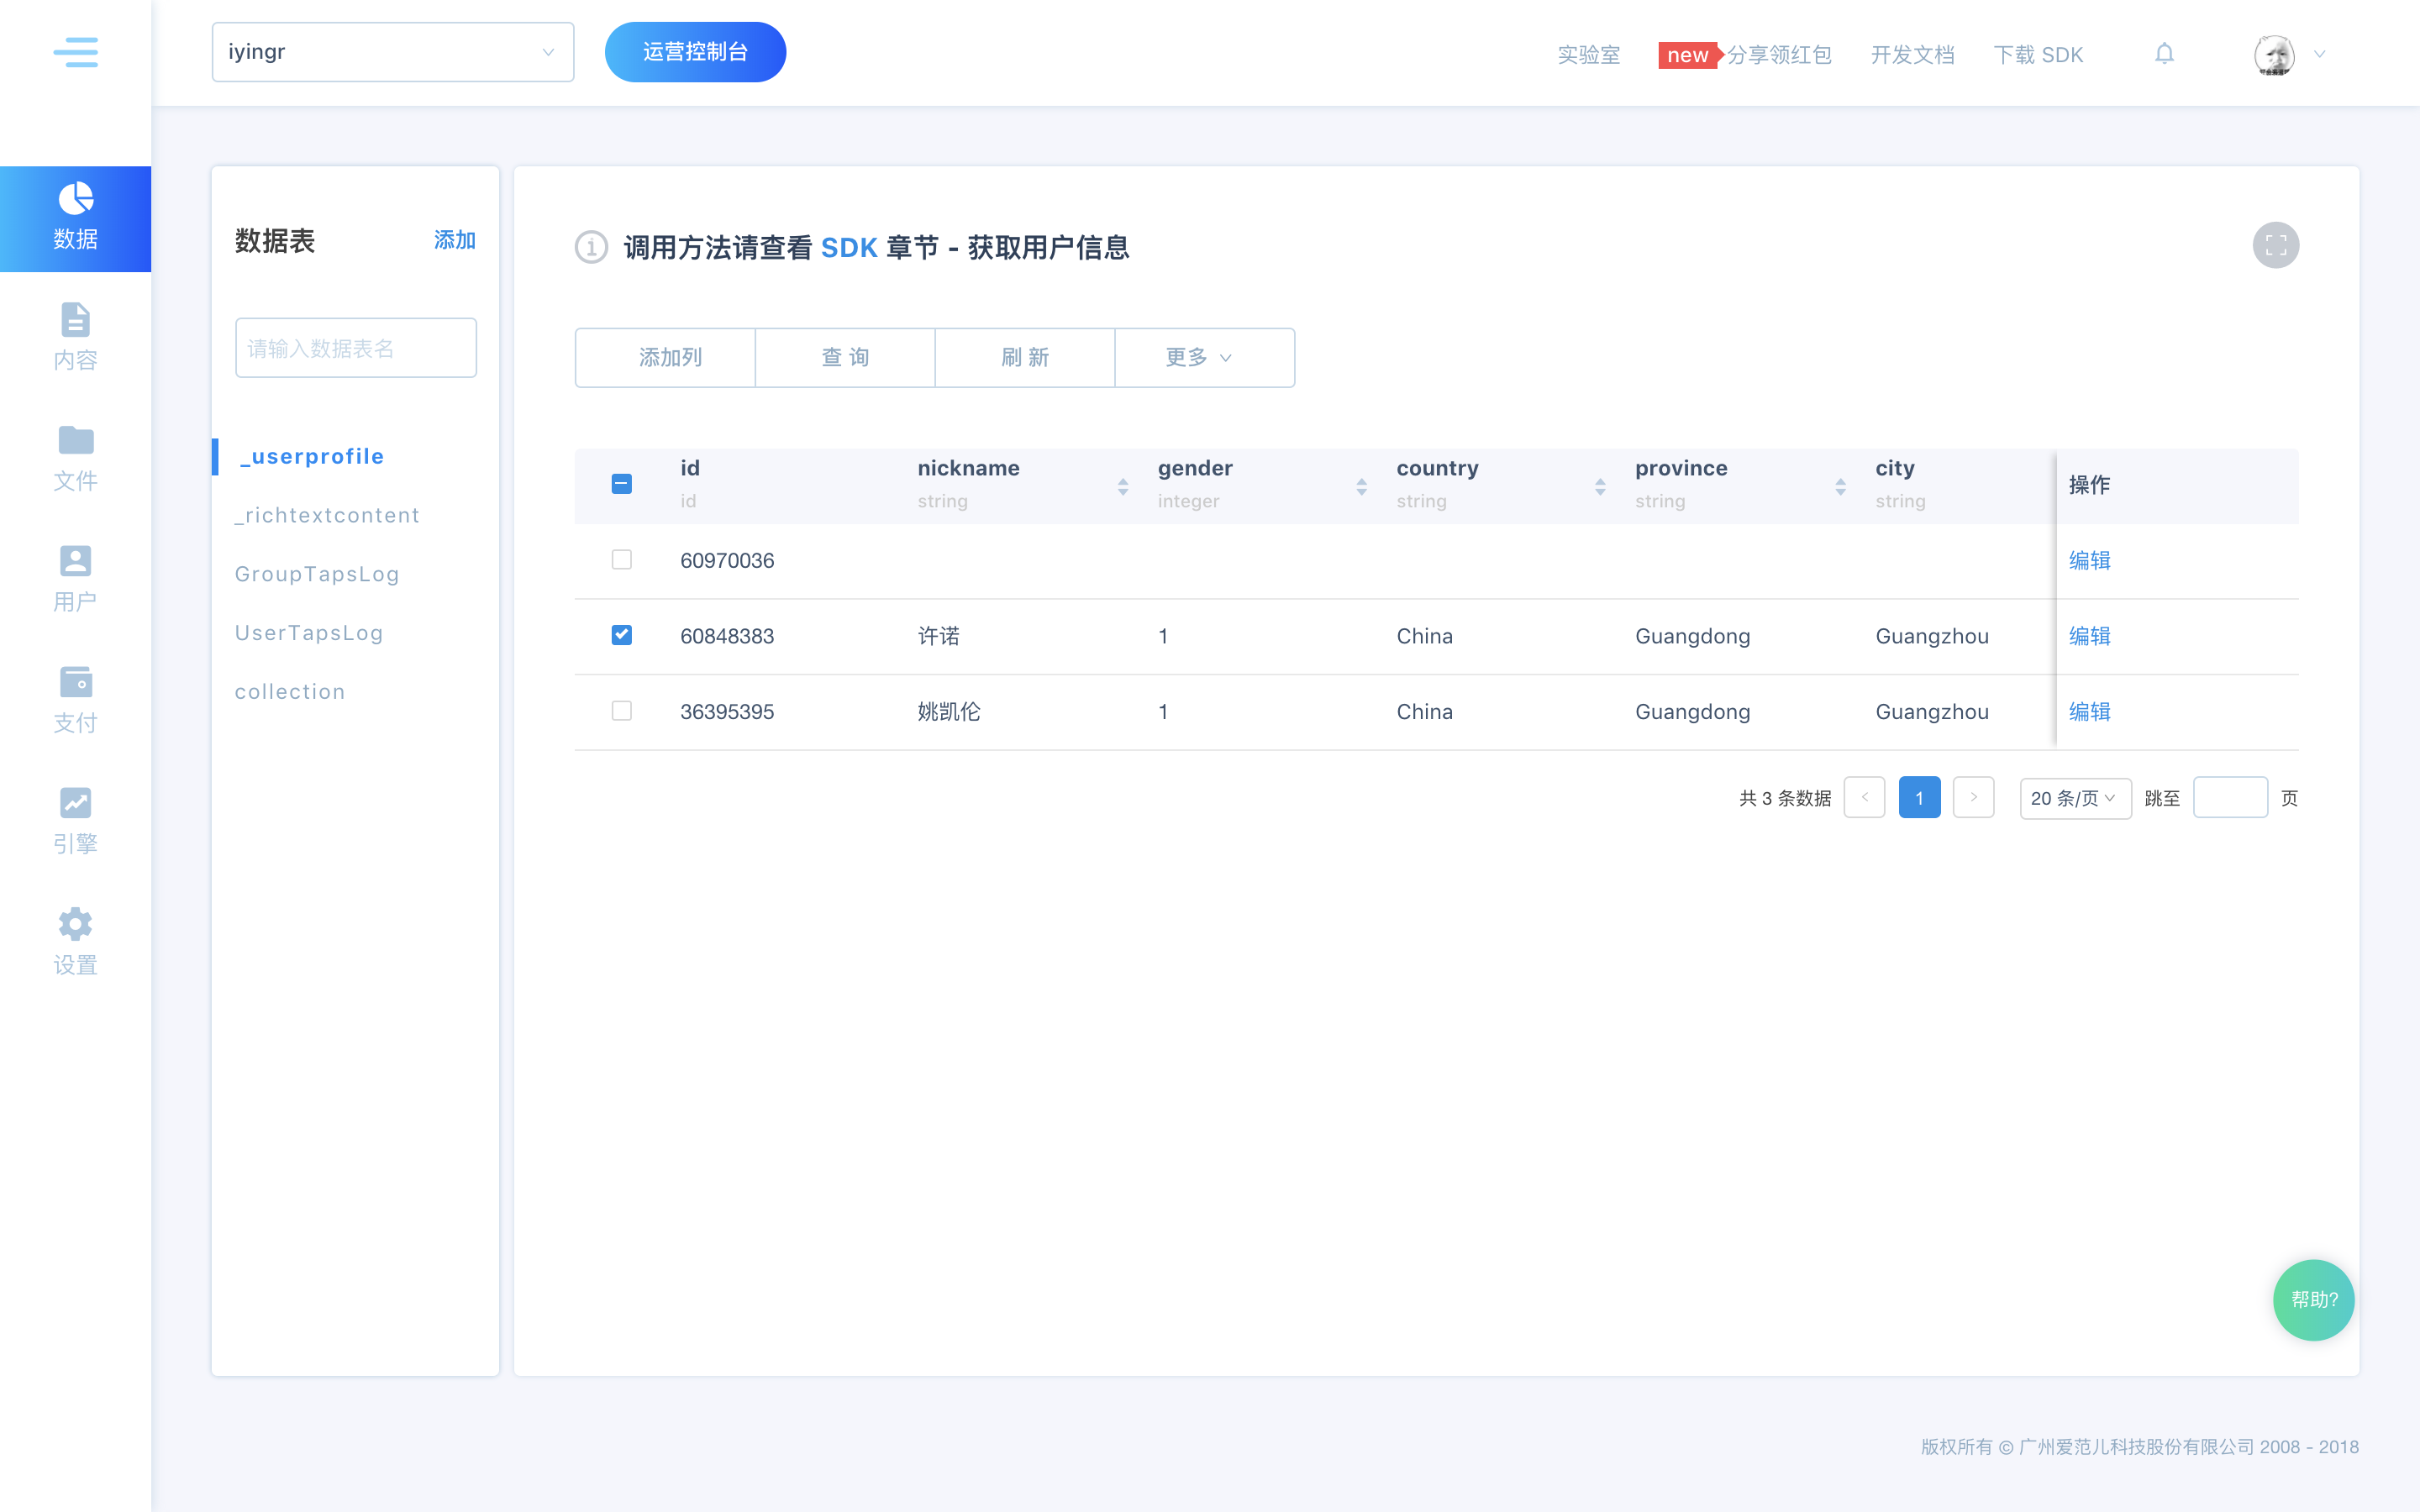 iyingr
运营控制台
实验室
new
分享领红包
开发文档
下载 SDK
数据
内容
文件
用户
支付
引擎
设置
数据表
添加
请输入数据表名
_userprofile
_richtextcontent
GroupTapsLog
UserTapsLog
collection
调用方法请查看 SDK 章节 - 获取用户信息
添加列
查 询
刷 新
更多
id nickname gender country province city 操作
id string integer string string string
60970036 编辑
60848383 许诺 1 China Guangdong Guangzhou 编辑
36395395 姚凯伦 1 China Guangdong Guangzhou 编辑
共 3 条数据 < 1 > 20 条/页 跳至 页
帮助?
版权所有 © 广州爱范儿科技股份有限公司 2008 - 2018